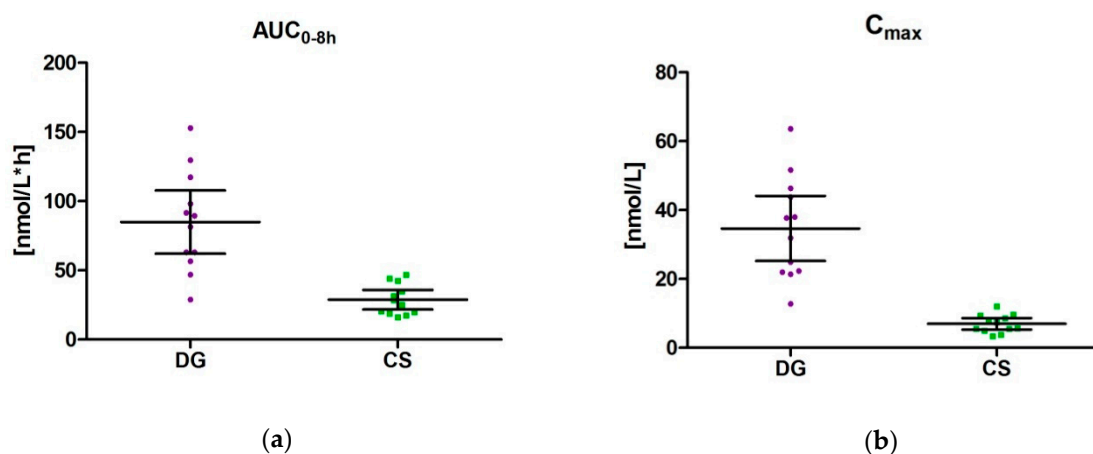 AUC0-8h
[nmol/L*h]
200
150
100
50
0
DG CS
(a)
Cmax
[nmol/L]
80
60
40
20
0
DG CS
(b)